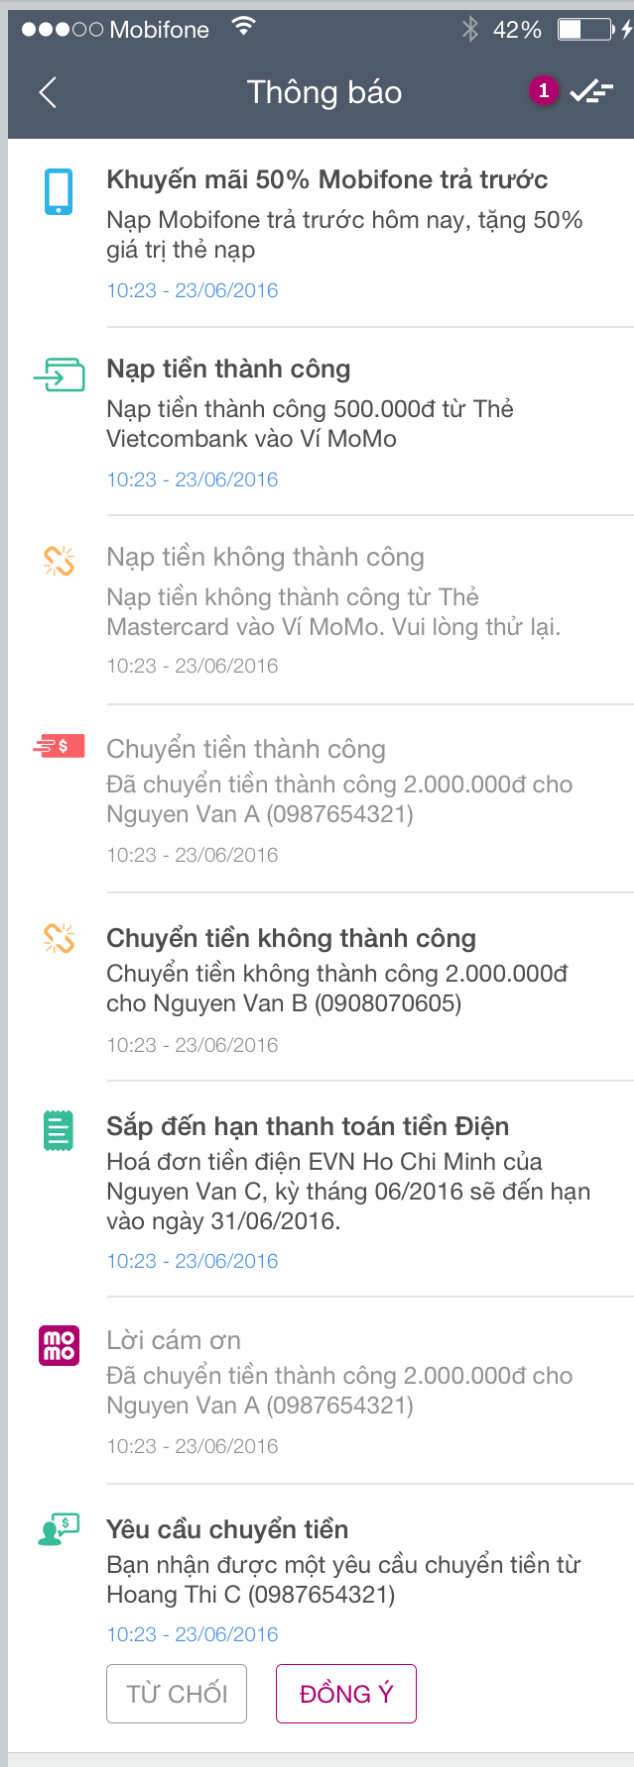 Mobifone 42%
Thông báo 1
Khuyến mãi 50% Mobifone trả trước
Nạp Mobifone trả trước hôm nay, tặng 50%
giá trị thẻ nạp
10:23 - 23/06/2016
Nạp tiền thành công
Nạp tiền thành công 500.000đ từ Thẻ
Vietcombank vào Ví MoMo
10:23 - 23/06/2016
Nạp tiền không thành công
Nạp tiền không thành công từ Thẻ
Mastercard vào Ví MoMo. Vui lòng thử lại.
10:23 - 23/06/2016
$
Chuyển tiền thành công
Đã chuyển tiền thành công 2.000.000đ cho
Nguyen Van A (0987654321)
10:23 - 23/06/2016
Chuyển tiền không thành công
Chuyển tiền không thành công 2.000.000đ
cho Nguyen Van B (0908070605)
10:23 - 23/06/2016
Sắp đến hạn thanh toán tiền Điện
Hoá đơn tiền điện EVN Ho Chi Minh của
Nguyen Van C, kỳ tháng 06/2016 sẽ đến hạn
vào ngày 31/06/2016.
10:23 - 23/06/2016
mo
mo
Lời cám ơn
Đã chuyển tiền thành công 2.000.000đ cho
Nguyen Van A (0987654321)
10:23 - 23/06/2016
$
Yêu cầu chuyển tiền
Bạn nhận được một yêu cầu chuyển tiền từ
Hoang Thi C (0987654321)
10:23 - 23/06/2016
TỪ CHỐI ĐỒNG Ý